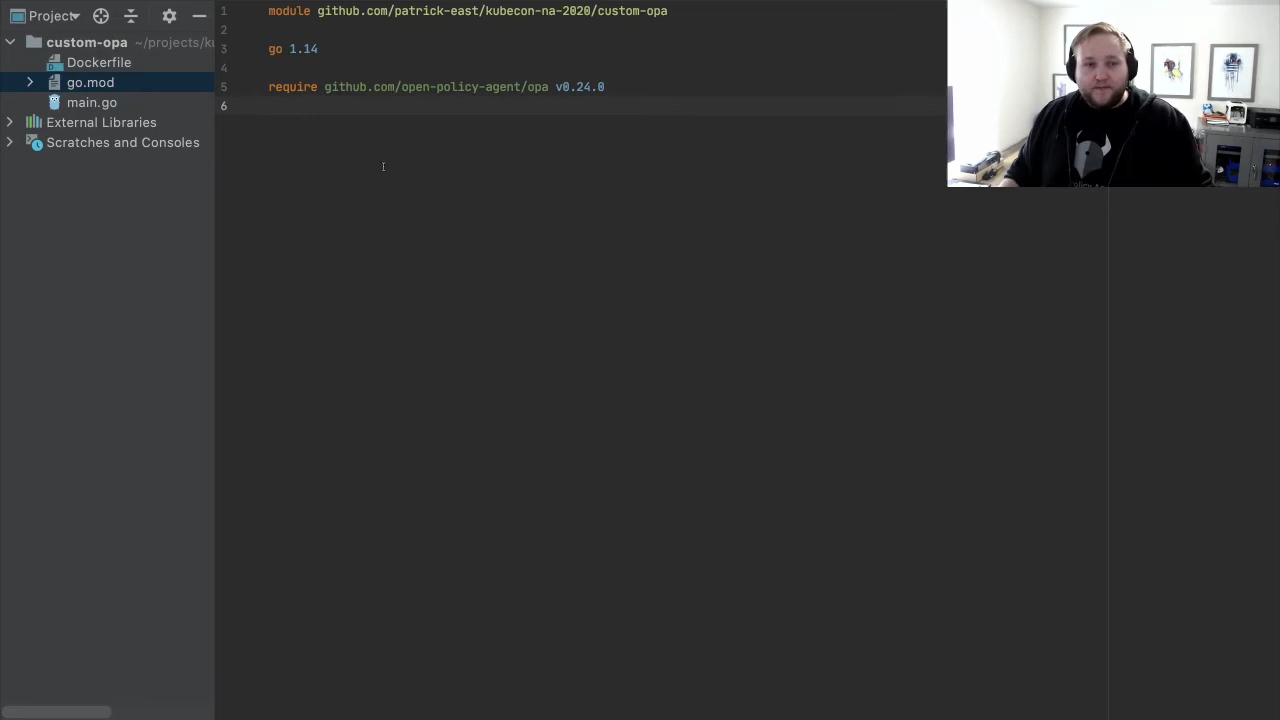 Project
custom-opa ~/projects/ku
Dockerfile
go.mod
main.go
External Libraries
Scratches and Consoles
1 module github.com/patrick-east/kubecon-na-2020/custom-opa
2
3 go 1.14
4
5 require github.com/open-policy-agent/opa v0.24.0
6